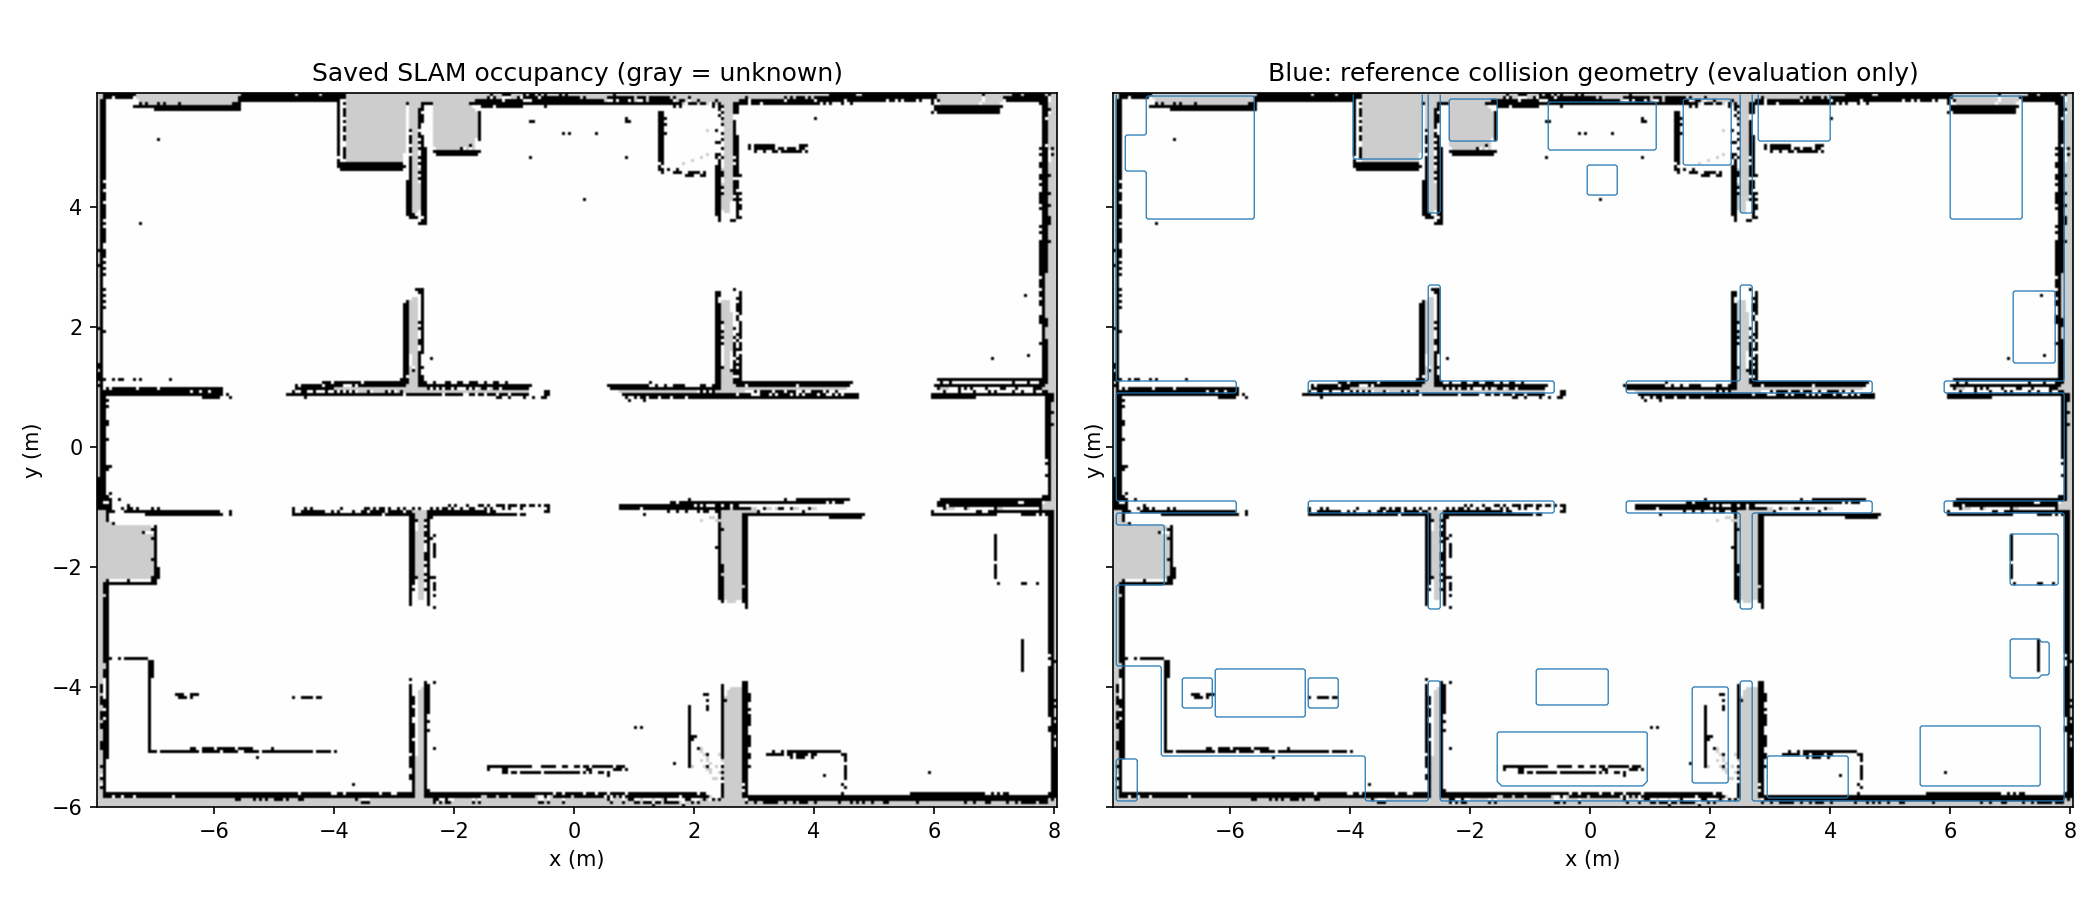 Saved SLAM occupancy (gray = unknown)
Blue: reference collision geometry (evaluation only)
4
2
0
−2
−4
−6
y (m)
y (m)
−6 −4 −2 0 2 4 6 8
−6 −4 −2 0 2 4 6 8
x (m)
x (m)